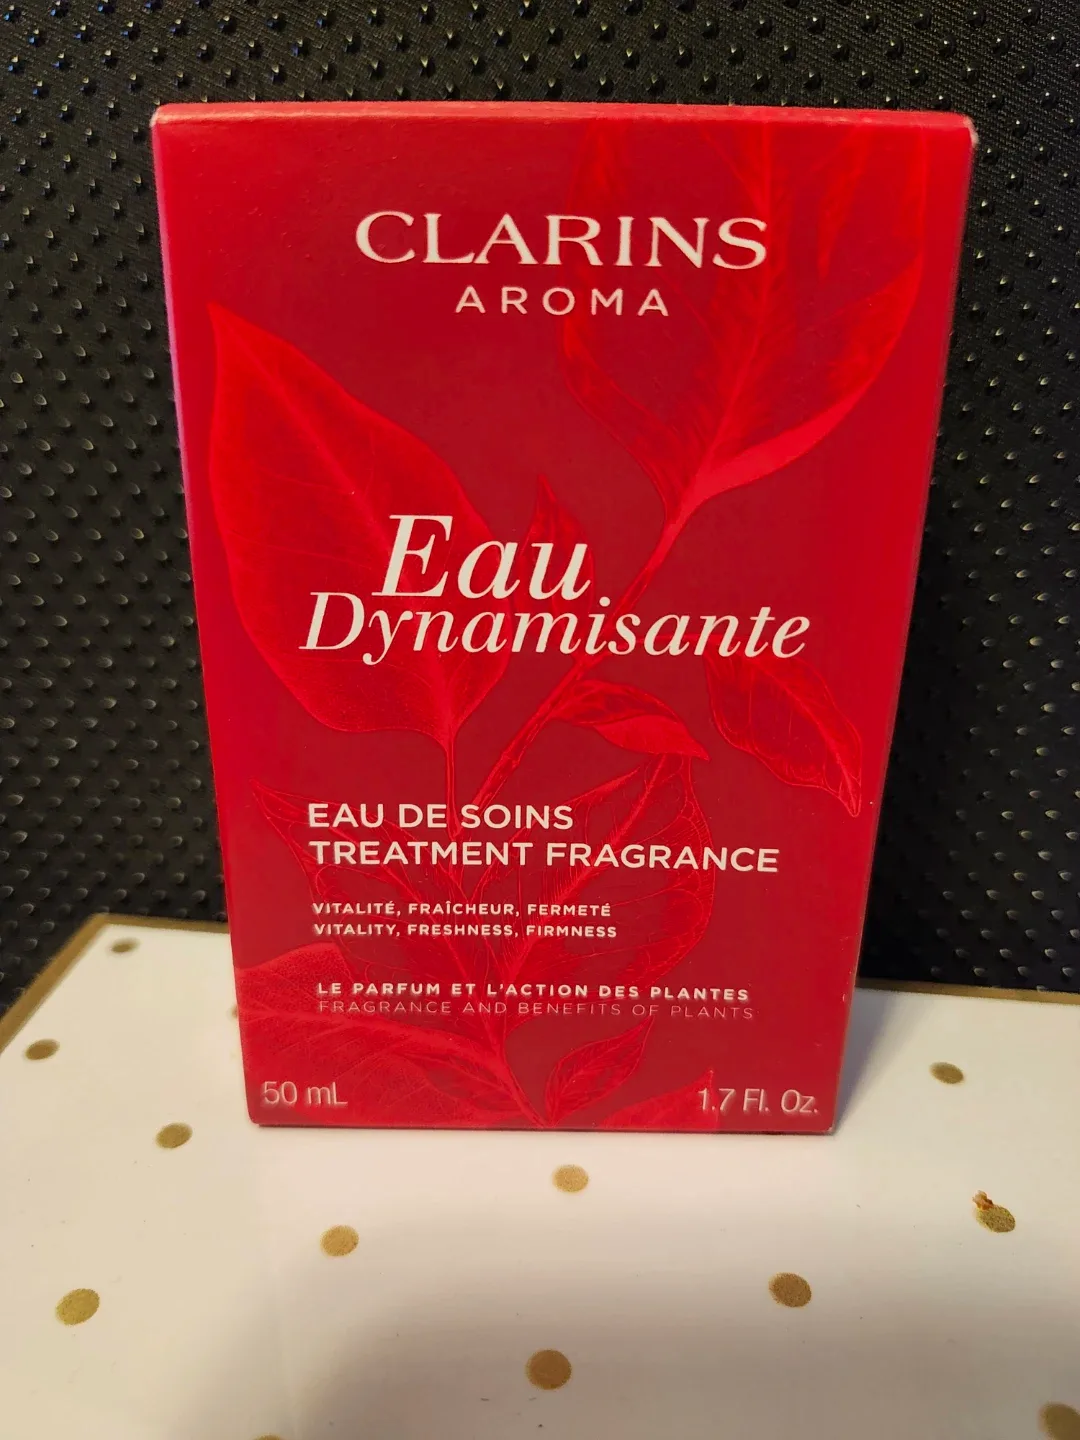 CLARINS
AROMA
Eau
Dynamisante
EAU DE SOINS
TREATMENT FRAGRANCE
VITALITÉ, FRAÎCHEUR, FERMETÉ
VITALITY, FRESHNESS, FIRMNESS
LE PARFUM ET L'ACTION DES PLANTES
FRAGRANCE AND BENEFITS OF PLANTS
50 mL
1.7 Fl. Oz.